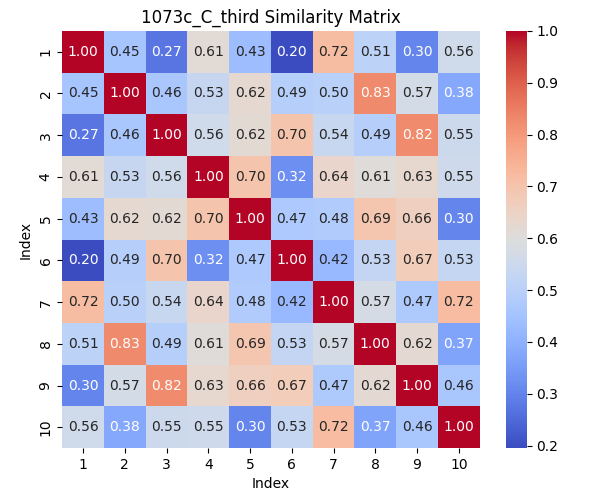 1073c_C_third Similarity Matrix
1 1.00 0.45 0.27 0.61 0.43 0.20 0.72 0.51 0.30 0.56
2 0.45 1.00 0.46 0.53 0.62 0.49 0.50 0.83 0.57 0.38
3 0.27 0.46 1.00 0.56 0.62 0.70 0.54 0.49 0.82 0.55
4 0.61 0.53 0.56 1.00 0.70 0.32 0.64 0.61 0.63 0.55
5 0.43 0.62 0.62 0.70 1.00 0.47 0.48 0.69 0.66 0.30
6 0.20 0.49 0.70 0.32 0.47 1.00 0.42 0.53 0.67 0.53
7 0.72 0.50 0.54 0.64 0.48 0.42 1.00 0.57 0.47 0.72
8 0.51 0.83 0.49 0.61 0.69 0.53 0.57 1.00 0.62 0.37
9 0.30 0.57 0.82 0.63 0.66 0.67 0.47 0.62 1.00 0.46
10 0.56 0.38 0.55 0.55 0.30 0.53 0.72 0.37 0.46 1.00
1 2 3 4 5 6 7 8 9 10
Index
Index
1.0
0.9
0.8
0.7
0.6
0.5
0.4
0.3
0.2